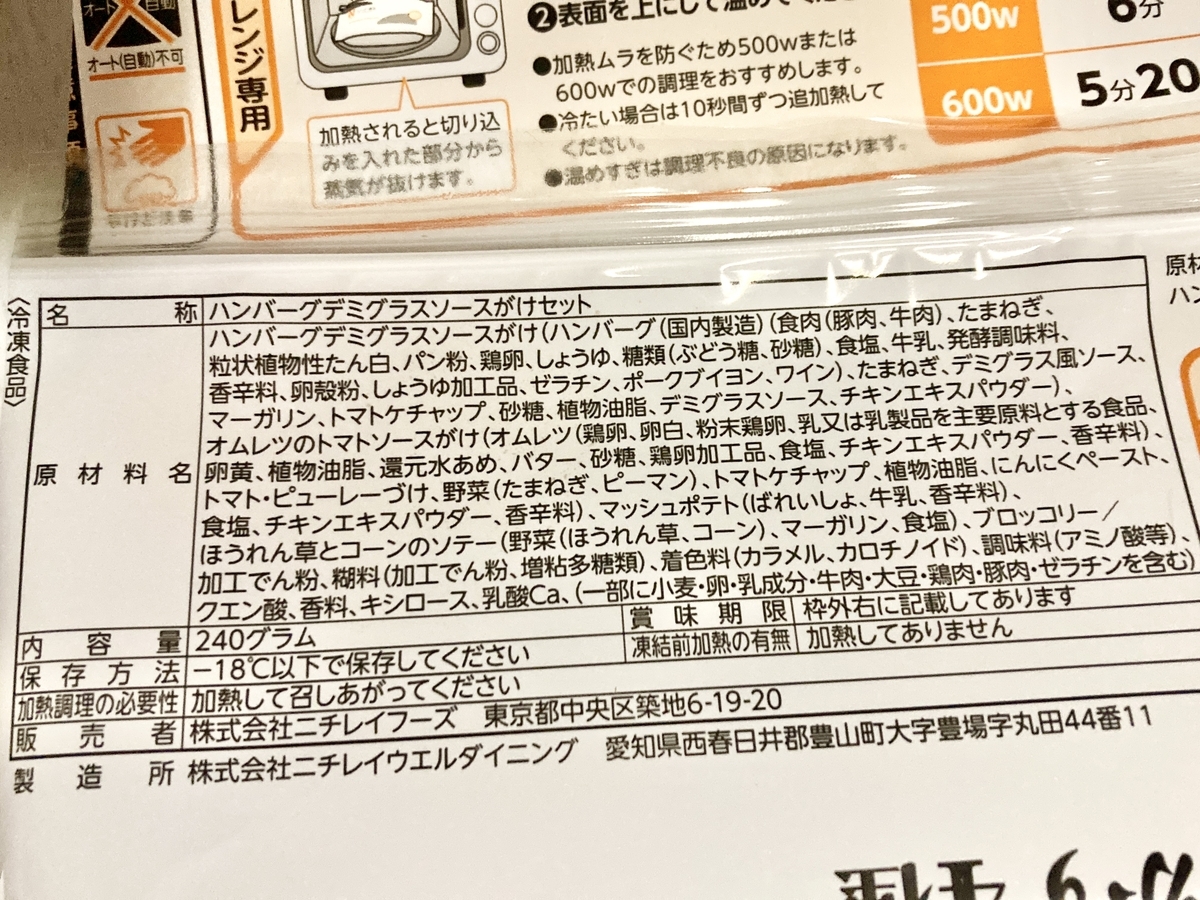 オート 自動
オート(自動)不可
レンジ専用
加熱されると切り込
みを入れた部分から
蒸気が抜けます。
❷表面を上にして温めてくだ
●加熱ムラを防ぐため500wまたは
600wでの調理をおすすめします。
●冷たい場合は10秒間ずつ追加熱して
ください。
●温めすぎは調理不良の原因になります。
500w 6分
600w 5分20
〈冷凍食品〉
名称 ハンバーグデミグラスソースがけセット
原材料名
ハンバーグデミグラスソースがけ(ハンバーグ(国内製造)(食肉(豚肉、牛肉)、たまねぎ、
粒状植物性たん白、パン粉、鶏卵、しょうゆ、糖類(ぶどう糖、砂糖)、食塩、牛乳、発酵調味料、
香辛料、卵殻粉、しょうゆ加工品、ゼラチン、ポークブイヨン、ワイン)、たまねぎ、デミグラス風ソース、
マーガリン、トマトケチャップ、砂糖、植物油脂、デミグラスソース、チキンエキスパウダー)、
オムレツのトマトソースがけ(オムレツ(鶏卵、卵白、粉末鶏卵、乳又は乳製品を主要原料とする食品、
卵黄、植物油脂、還元水あめ、バター、砂糖、鶏卵加工品、食塩、チキンエキスパウダー、香辛料)、
トマト・ピューレーづけ、野菜(たまねぎ、ピーマン)、トマトケチャップ、植物油脂、にんにくペースト、
食塩、チキンエキスパウダー、香辛料)、マッシュポテト(ばれいしょ、牛乳、香辛料)、
ほうれん草とコーンのソテー(野菜(ほうれん草、コーン)、マーガリン、食塩)、ブロッコリー/
加工でん粉、糊料(加工でん粉、増粘多糖類)、着色料(カラメル、カロチノイド)、調味料(アミノ酸等)、
クエン酸、香料、キシロース、乳酸Ca、(一部に小麦・卵・乳成分・牛肉・大豆・鶏肉・豚肉・ゼラチンを含む)
内容量 240グラム 賞味期限 枠外右に記載してあります
保存方法 −18℃以下で保存してください 凍結前加熱の有無 加熱してありません
加熱調理の必要性 加熱して召しあがってください
販売者 株式会社ニチレイフーズ 東京都中央区築地6-19-20
製造所 株式会社ニチレイウエルダイニング 愛知県西春日井郡豊山町大字豊場字丸田44番11
原材
ハン